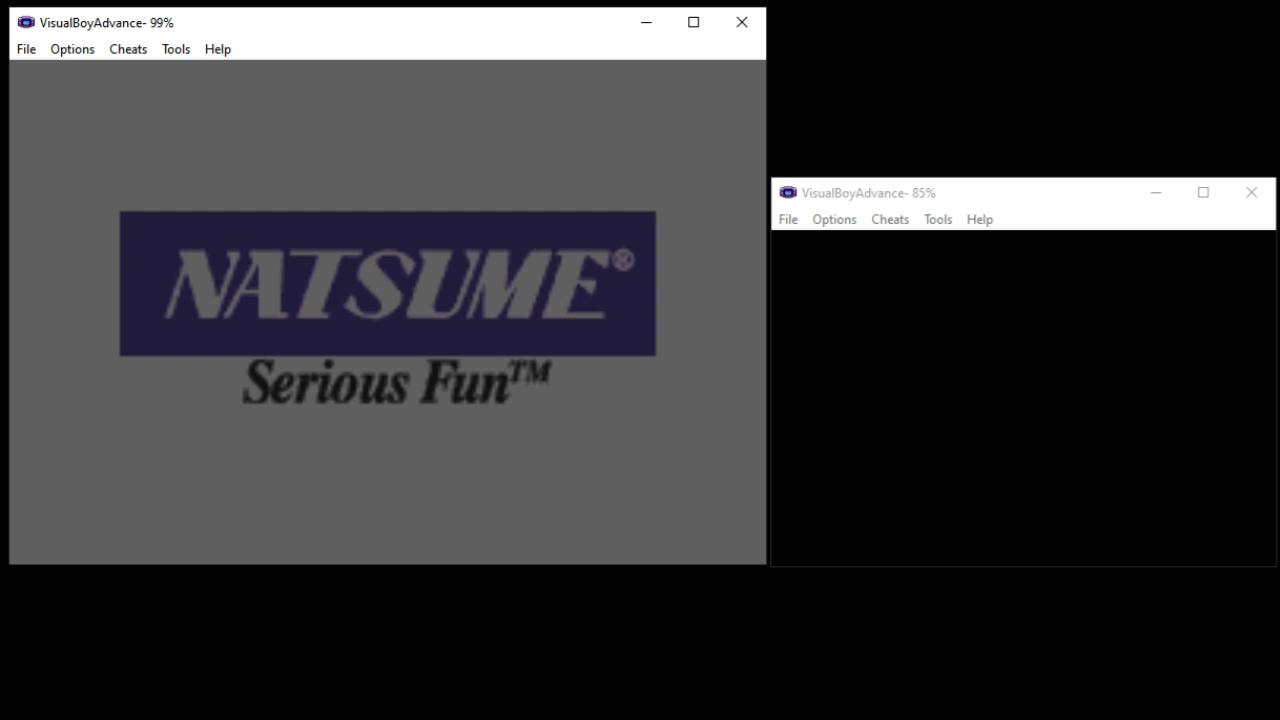 VisualBoyAdvance- 99%
File Options Cheats Tools Help
NATSUME®
Serious Fun™
VisualBoyAdvance- 85%
File Options Cheats Tools Help